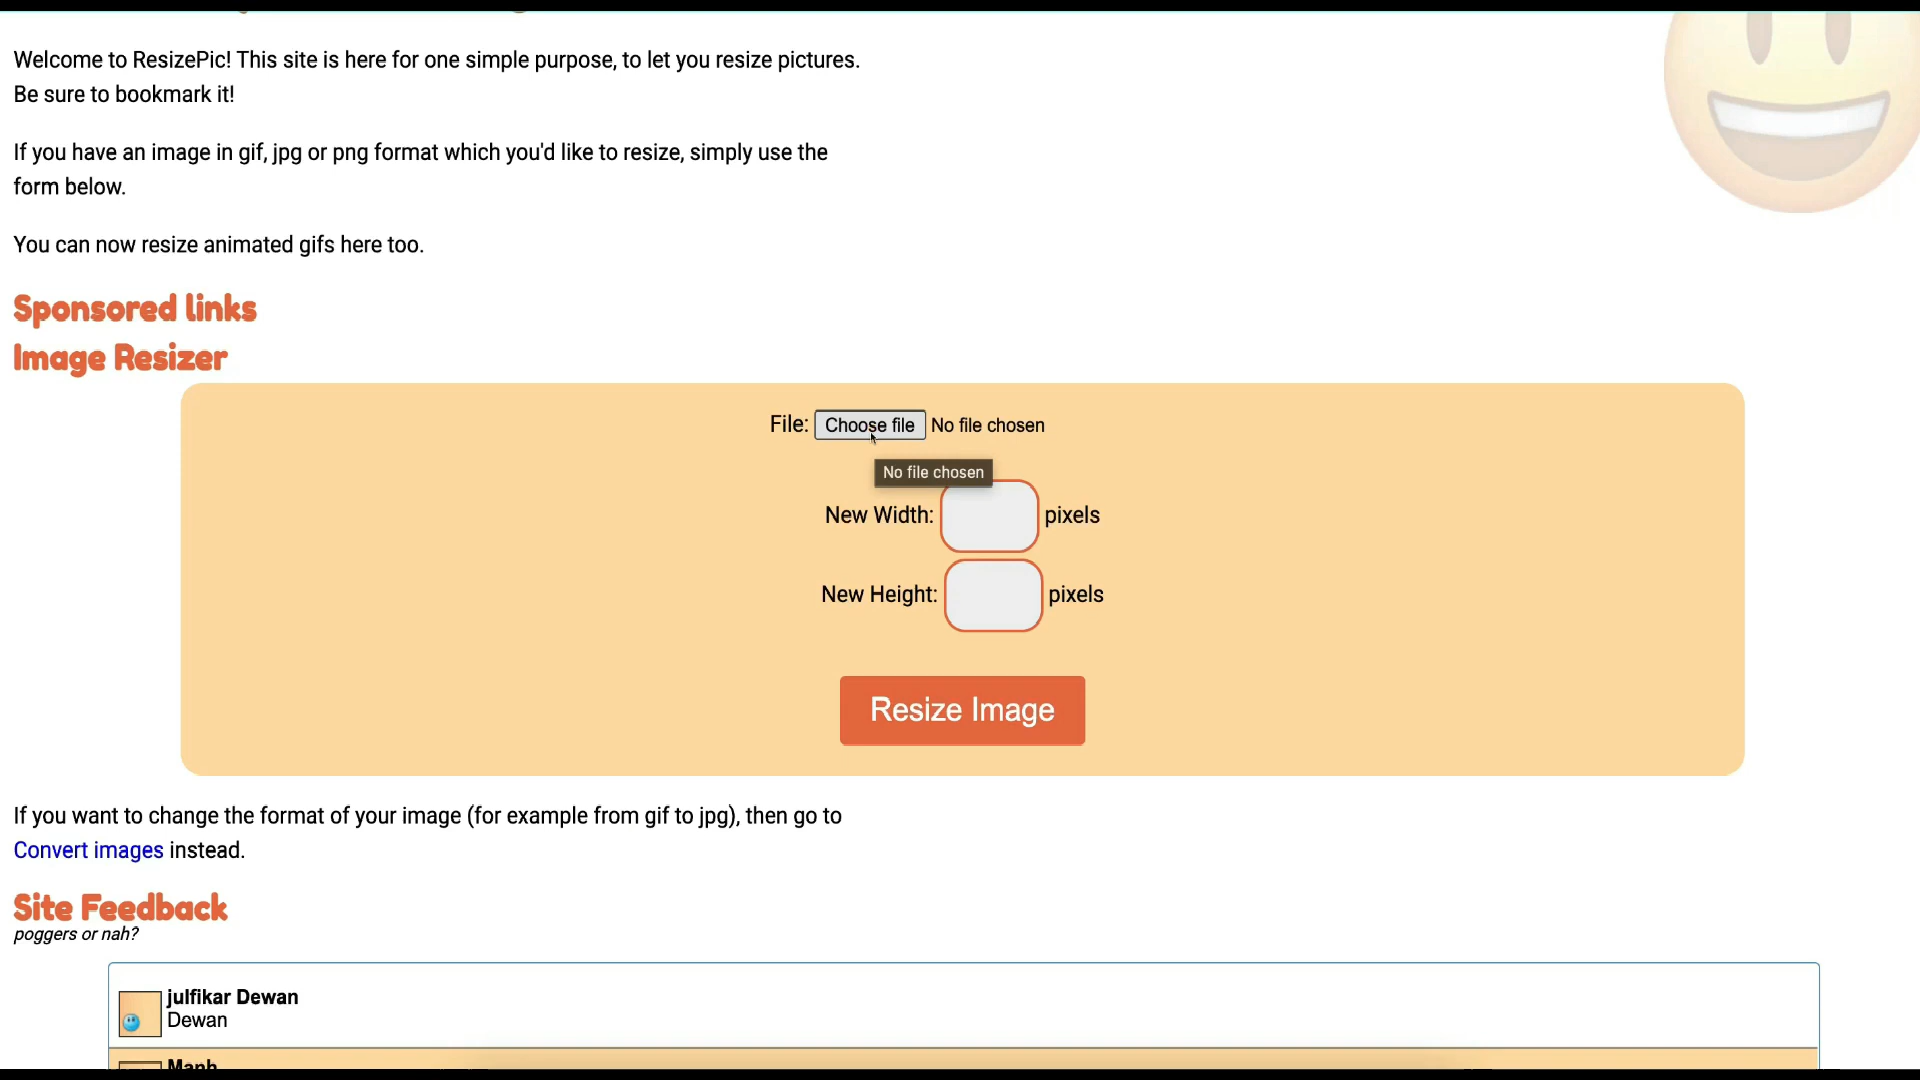 Welcome to ResizePic! This site is here for one simple purpose, to let you resize pictures.
Be sure to bookmark it!
If you have an image in gif, jpg or png format which you'd like to resize, simply use the
form below.
You can now resize animated gifs here too.
Sponsored links
Image Resizer
File: Choose file No file chosen
No file chosen
New Width: pixels
New Height: pixels
Resize Image
If you want to change the format of your image (for example from gif to jpg), then go to
Convert images instead.
Site Feedback
poggers or nah?
julfikar Dewan
Dewan